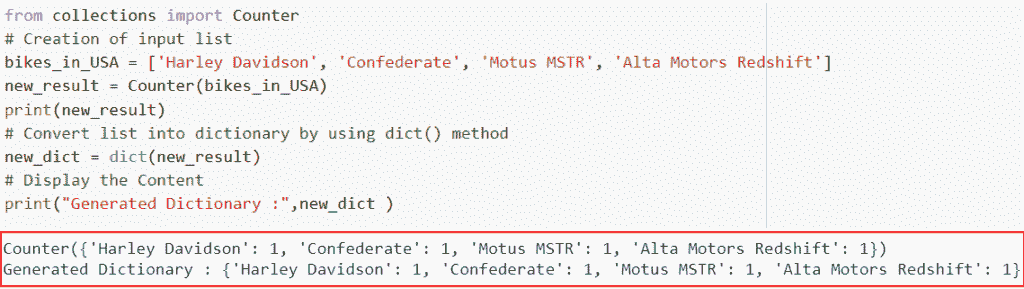 from collections import Counter
# Creation of input list
bikes_in_USA = ['Harley Davidson', 'Confederate', 'Motus MSTR', 'Alta Motors Redshift']
new_result = Counter(bikes_in_USA)
print(new_result)
# Convert list into dictionary by using dict() method
new_dict = dict(new_result)
# Display the Content
print("Generated Dictionary :",new_dict )
Counter({'Harley Davidson': 1, 'Confederate': 1, 'Motus MSTR': 1, 'Alta Motors Redshift': 1})
Generated Dictionary : {'Harley Davidson': 1, 'Confederate': 1, 'Motus MSTR': 1, 'Alta Motors Redshift': 1}